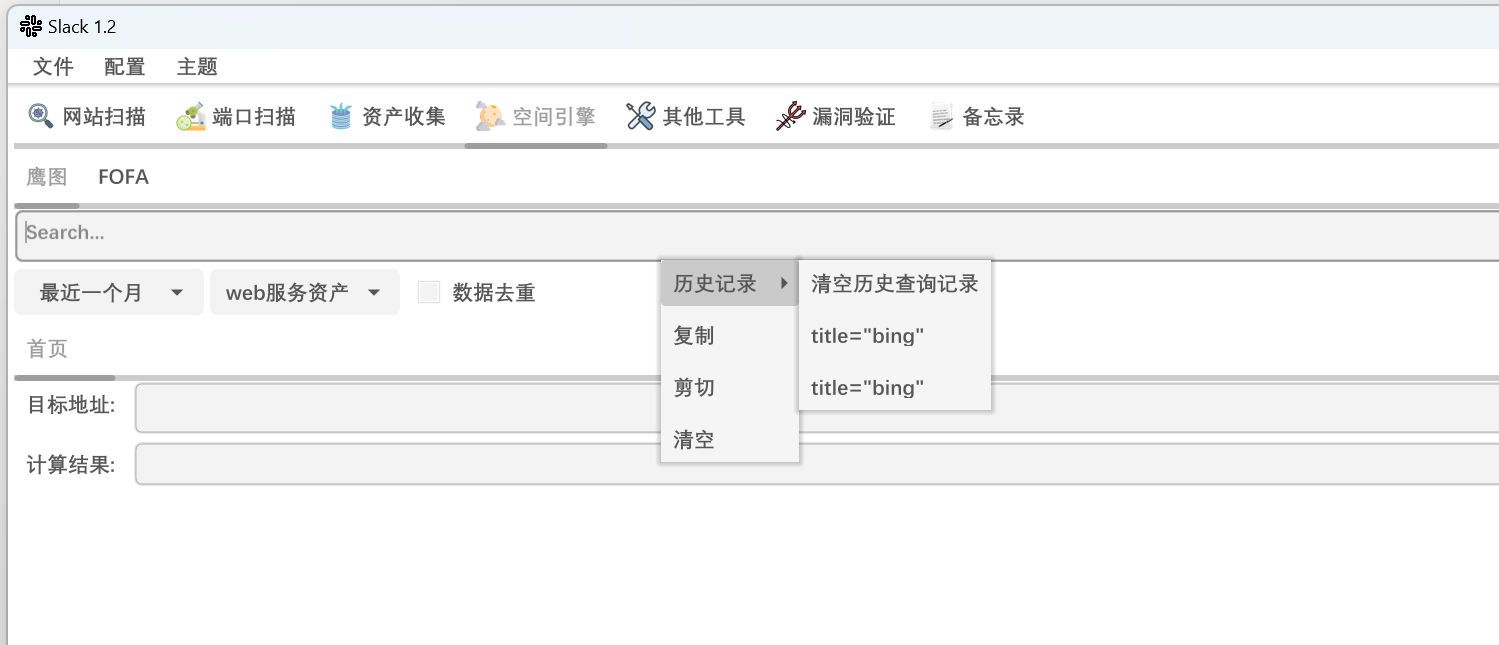 Slack 1.2
文件 配置 主题
网站扫描 端口扫描 资产收集 空间引擎 其他工具 漏洞验证 备忘录
鹰图 FOFA
Search...
最近一个月 web服务资产 数据去重
历史记录 清空历史查询记录
复制 title="bing"
剪切 title="bing"
清空
首页
目标地址:
计算结果: